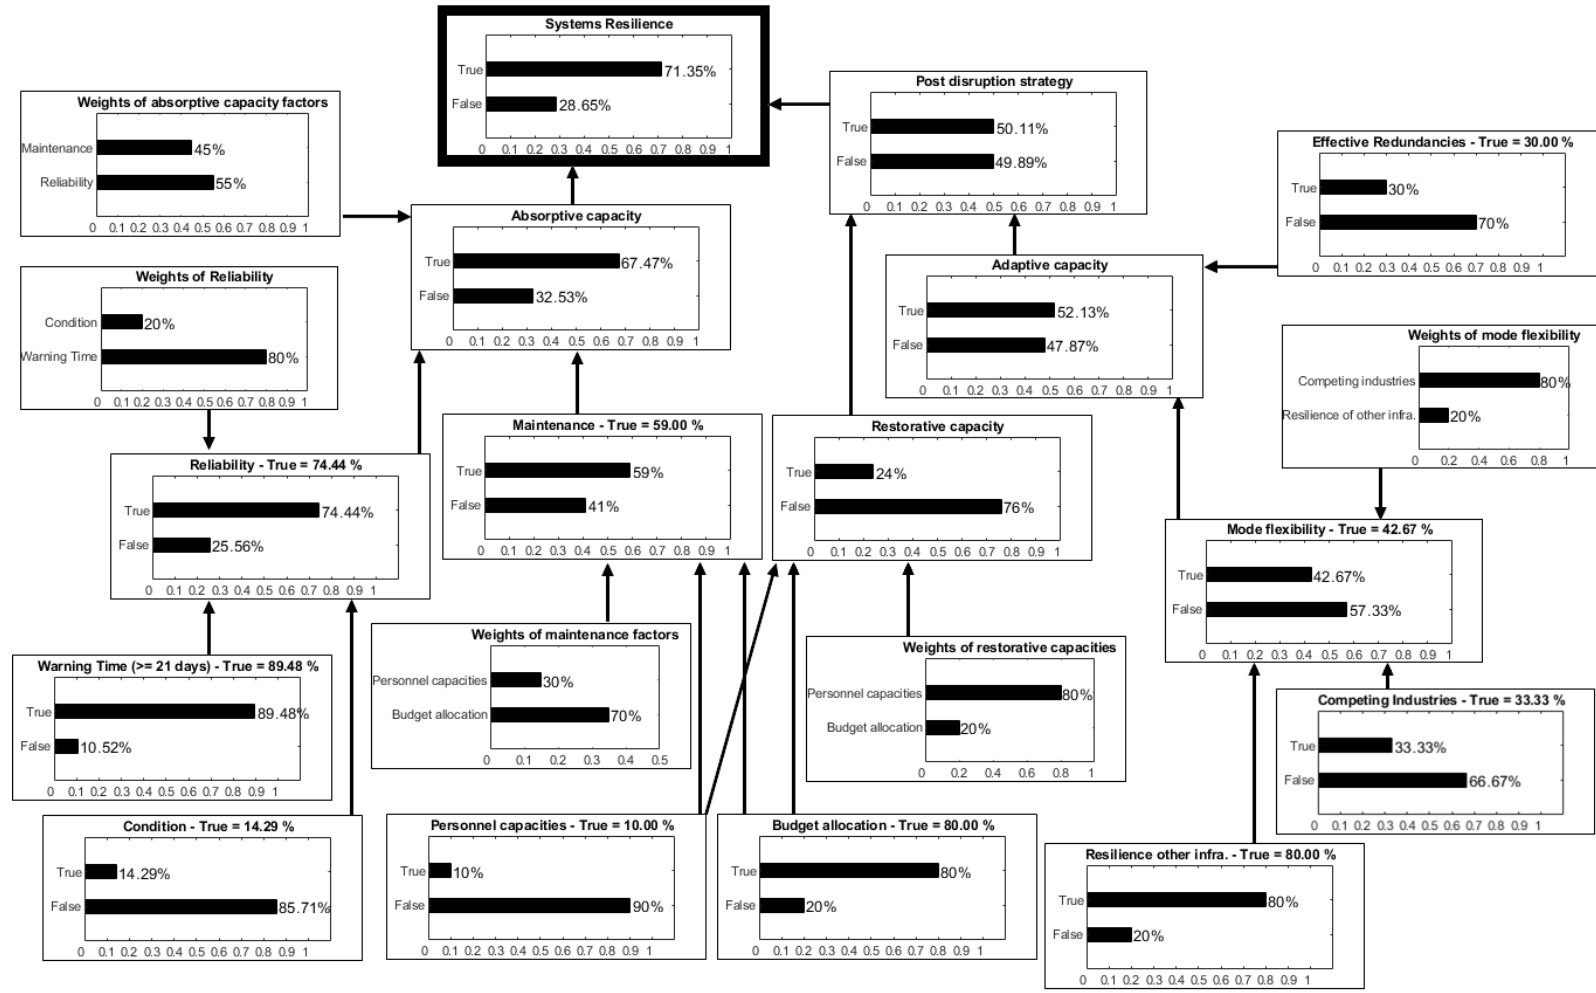 Systems Resilience
True 71.35%
False 28.65%
0 0.1 0.2 0.3 0.4 0.5 0.6 0.7 0.8 0.9 1
Post disruption strategy
True 50.11%
False 49.89%
0 0.1 0.2 0.3 0.4 0.5 0.6 0.7 0.8 0.9 1
Weights of absorptive capacity factors
Maintenance 45%
Reliability 55%
0 0.1 0.2 0.3 0.4 0.5 0.6 0.7 0.8 0.9 1
Effective Redundancies - True = 30.00 %
True 30%
False 70%
0 0.1 0.2 0.3 0.4 0.5 0.6 0.7 0.8 0.9 1
Absorptive capacity
True 67.47%
False 32.53%
0 0.1 0.2 0.3 0.4 0.5 0.6 0.7 0.8 0.9 1
Adaptive capacity
True 52.13%
False 47.87%
0 0.1 0.2 0.3 0.4 0.5 0.6 0.7 0.8 0.9 1
Weights of Reliability
Condition 20%
Warning Time 80%
0 0.1 0.2 0.3 0.4 0.5 0.6 0.7 0.8 0.9 1
Weights of mode flexibility
Competing industries 80%
Resilience of other infra. 20%
0 0.2 0.4 0.6 0.8 1
Maintenance - True = 59.00 %
True 59%
False 41%
0 0.1 0.2 0.3 0.4 0.5 0.6 0.7 0.8 0.9 1
Restorative capacity
True 24%
False 76%
0 0.1 0.2 0.3 0.4 0.5 0.6 0.7 0.8 0.9 1
Reliability - True = 74.44 %
True 74.44%
False 25.56%
0 0.1 0.2 0.3 0.4 0.5 0.6 0.7 0.8 0.9 1
Mode flexibility - True = 42.67 %
True 42.67%
False 57.33%
0 0.1 0.2 0.3 0.4 0.5 0.6 0.7 0.8 0.9 1
Weights of maintenance factors
Personnel capacities 30%
Budget allocation 70%
0 0.1 0.2 0.3 0.4 0.5
Weights of restorative capacities
Personnel capacities 80%
Budget allocation 20%
0 0.2 0.4 0.6 0.8 1
Warning Time (>= 21 days) - True = 89.48 %
True 89.48%
False 10.52%
0 0.1 0.2 0.3 0.4 0.5 0.6 0.7 0.8 0.9 1
Competing Industries - True = 33.33 %
True 33.33%
False 66.67%
0 0.1 0.2 0.3 0.4 0.5 0.6 0.7 0.8 0.9 1
Condition - True = 14.29 %
True 14.29%
False 85.71%
0 0.1 0.2 0.3 0.4 0.5 0.6 0.7 0.8 0.9 1
Personnel capacities - True = 10.00 %
True 10%
False 90%
0 0.1 0.2 0.3 0.4 0.5 0.6 0.7 0.8 0.9 1
Budget allocation - True = 80.00 %
True 80%
False 20%
0 0.1 0.2 0.3 0.4 0.5 0.6 0.7 0.8 0.9 1
Resilience other infra. - True = 80.00 %
True 80%
False 20%
0 0.1 0.2 0.3 0.4 0.5 0.6 0.7 0.8 0.9 1